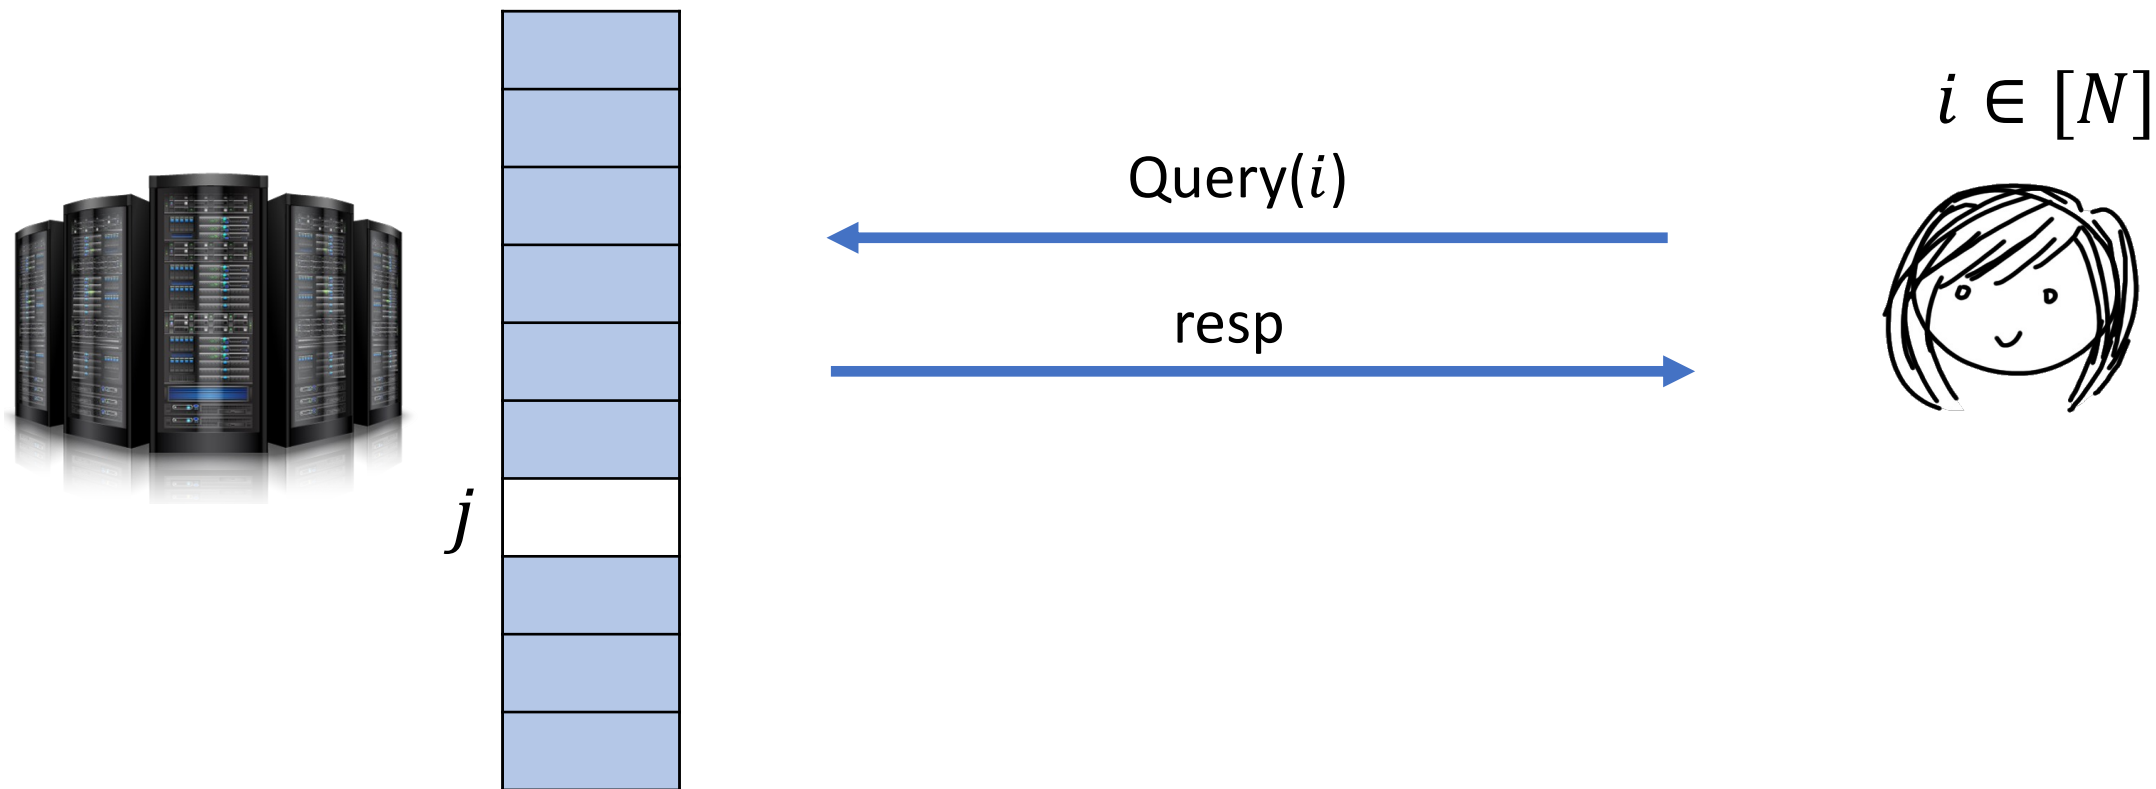 i ∈ [N]
Query(i)
resp
j